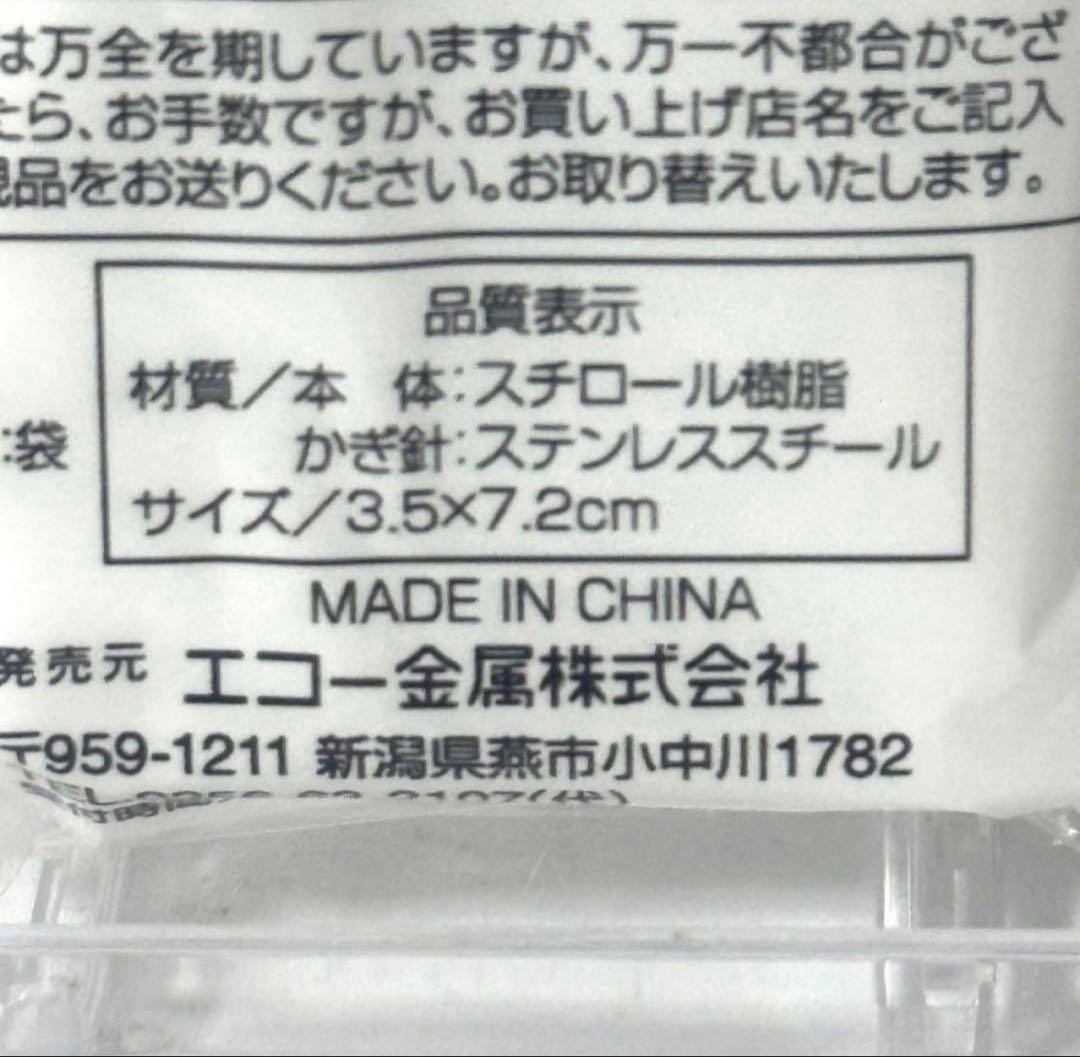 は万全を期していますが、万一不都合がござ
たら、お手数ですが、お買い上げ店名をご記入
現品をお送りください。お取り替えいたします。
品質表示
材質／本　体：スチロール樹脂
かぎ針：ステンレススチール
：袋
サイズ／3.5×7.2cm
MADE IN CHINA
発売元 エコー金属株式会社
〒959-1211 新潟県燕市小中川1782